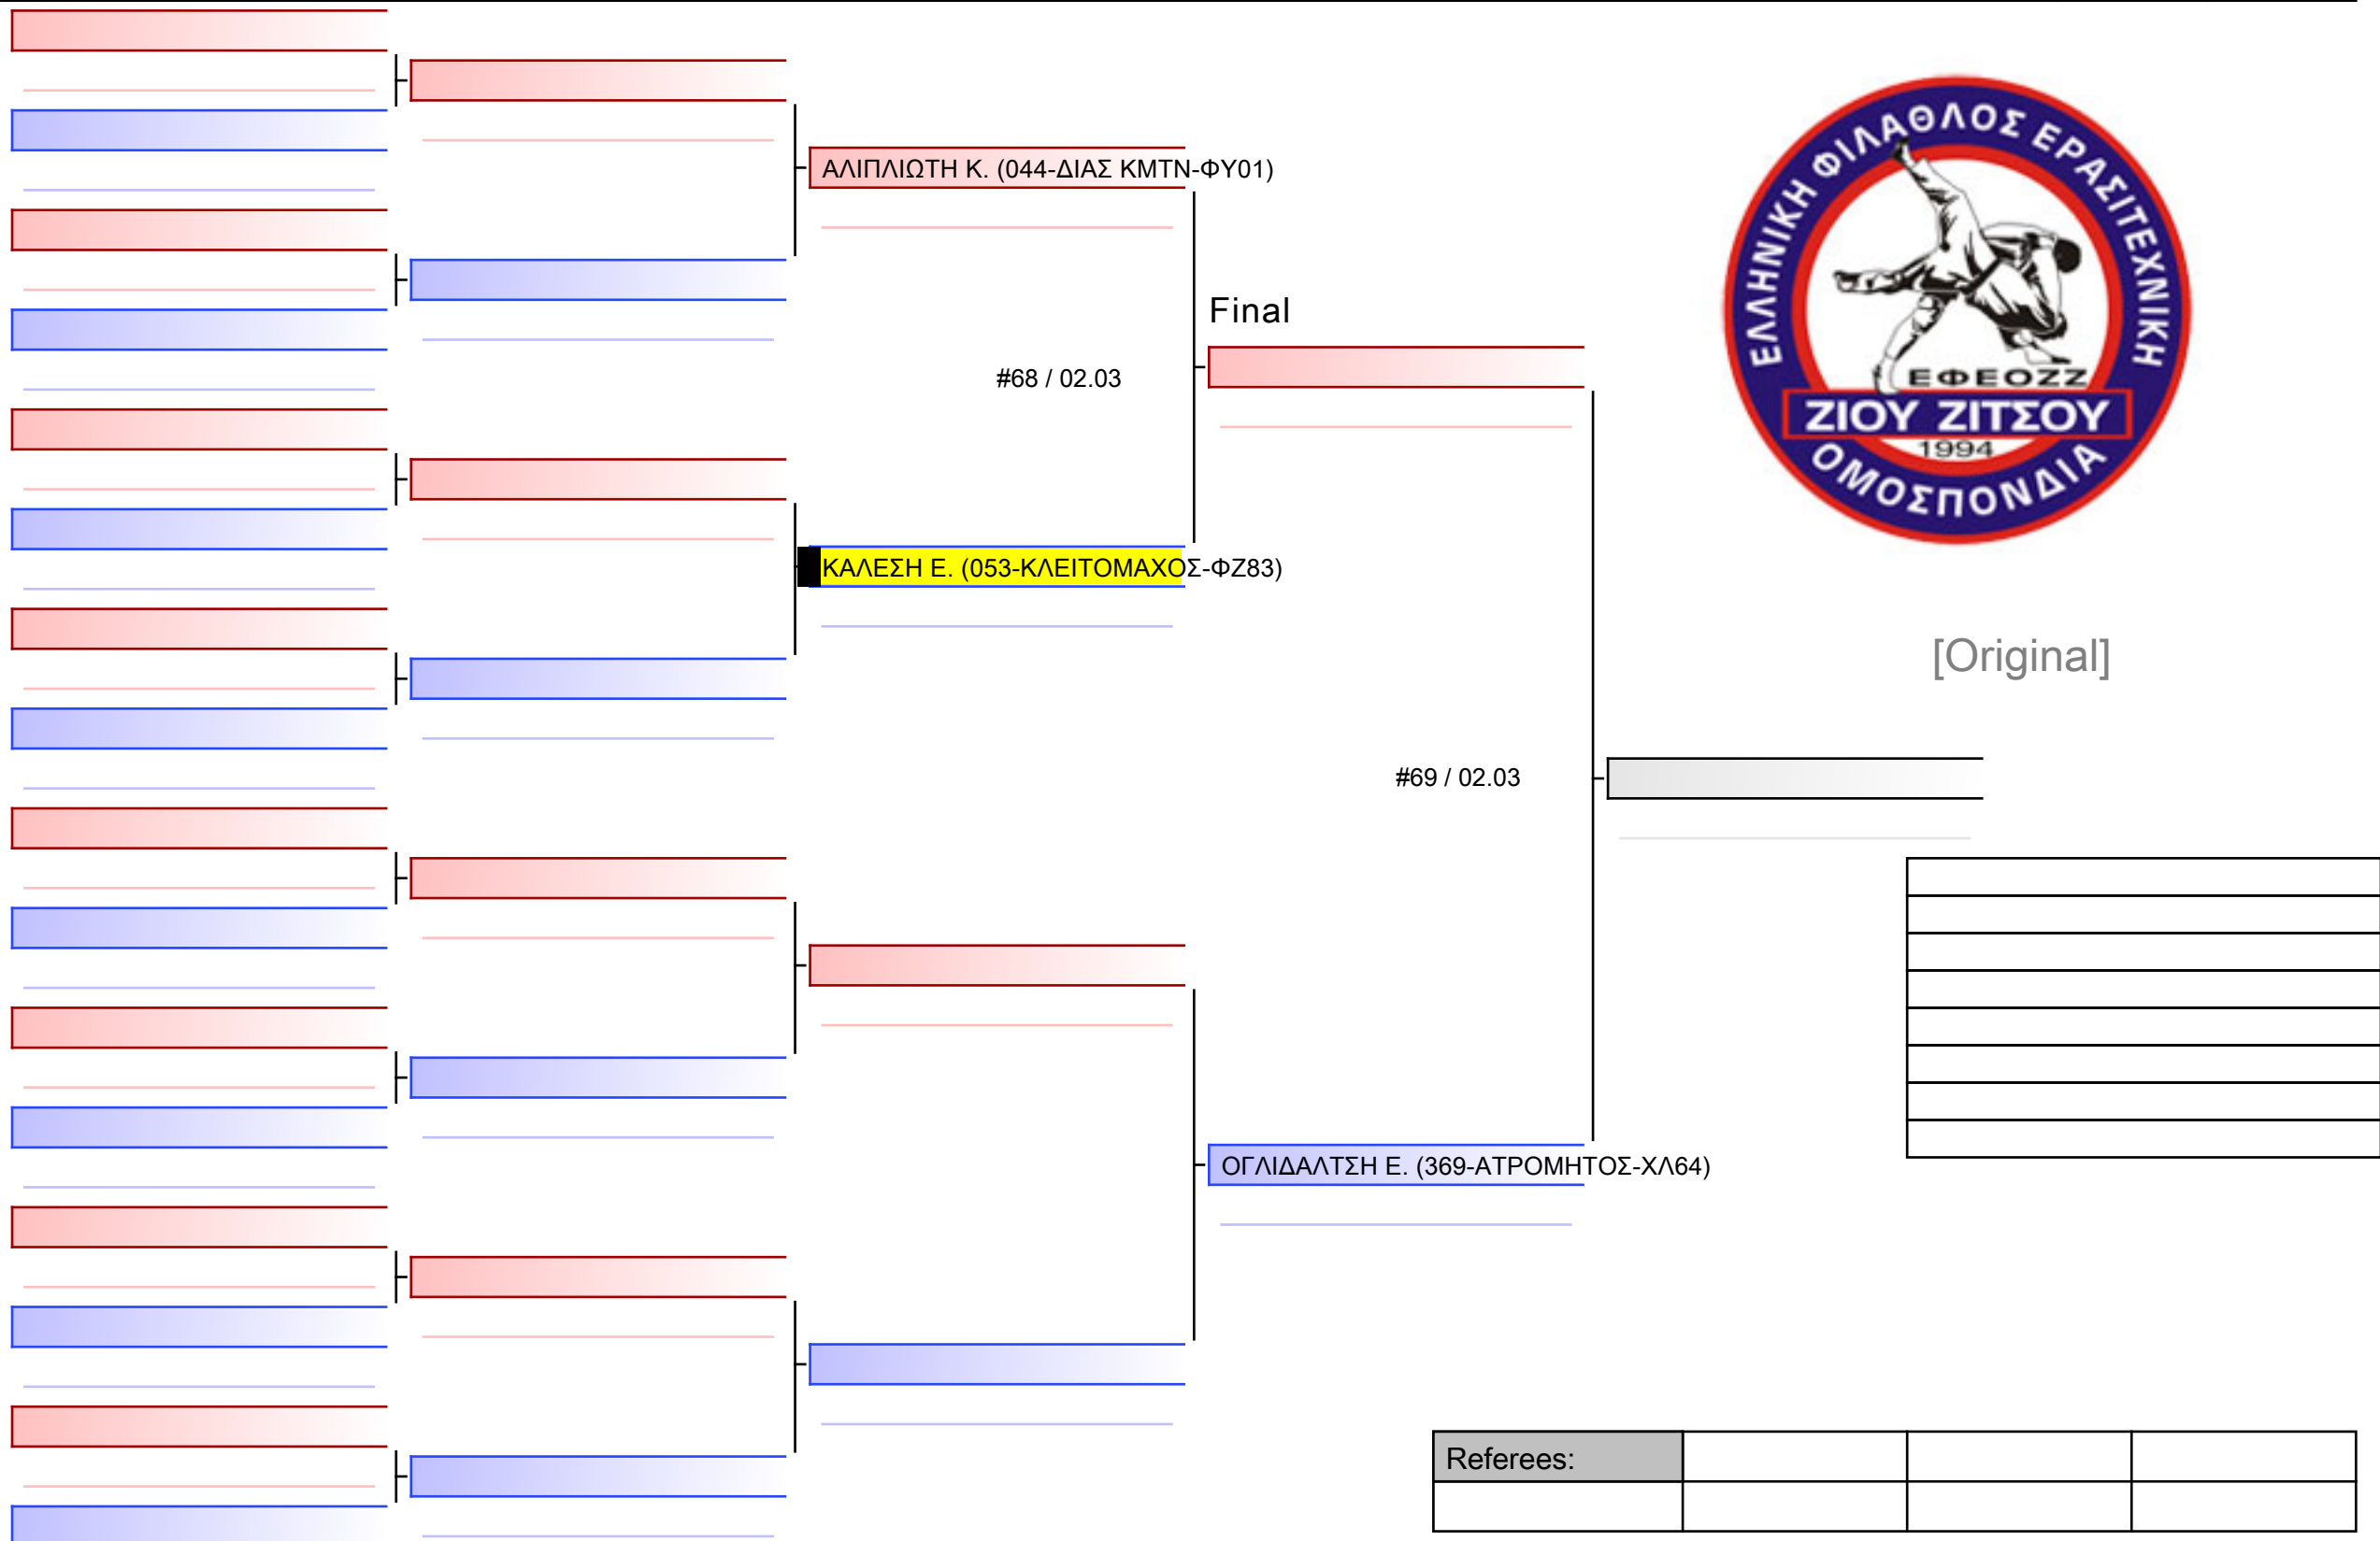 ΑΛΙΠΛΙΩΤΗ Κ. (044-ΔΙΑΣ ΚΜΤΝ-ΦΥ01)
Final
#68 / 02.03
ΚΑΛΕΣΗ Ε. (053-ΚΛΕΙΤΟΜΑΧΟΣ-ΦΖ83)
ΕΛΛΗΝΙΚΗ ΦΙΛΑΘΛΟΣ ΕΡΑΣΙΤΕΧΝΙΚΗ
ΕΦΕΟΖΖ
ΖΙΟΥ ΖΙΤΣΟΥ
1994
ΟΜΟΣΠΟΝΔΙΑ
[Original]
#69 / 02.03
ΟΓΛΙΔΑΛΤΣΗ Ε. (369-ΑΤΡΟΜΗΤΟΣ-ΧΛ64)
Referees: